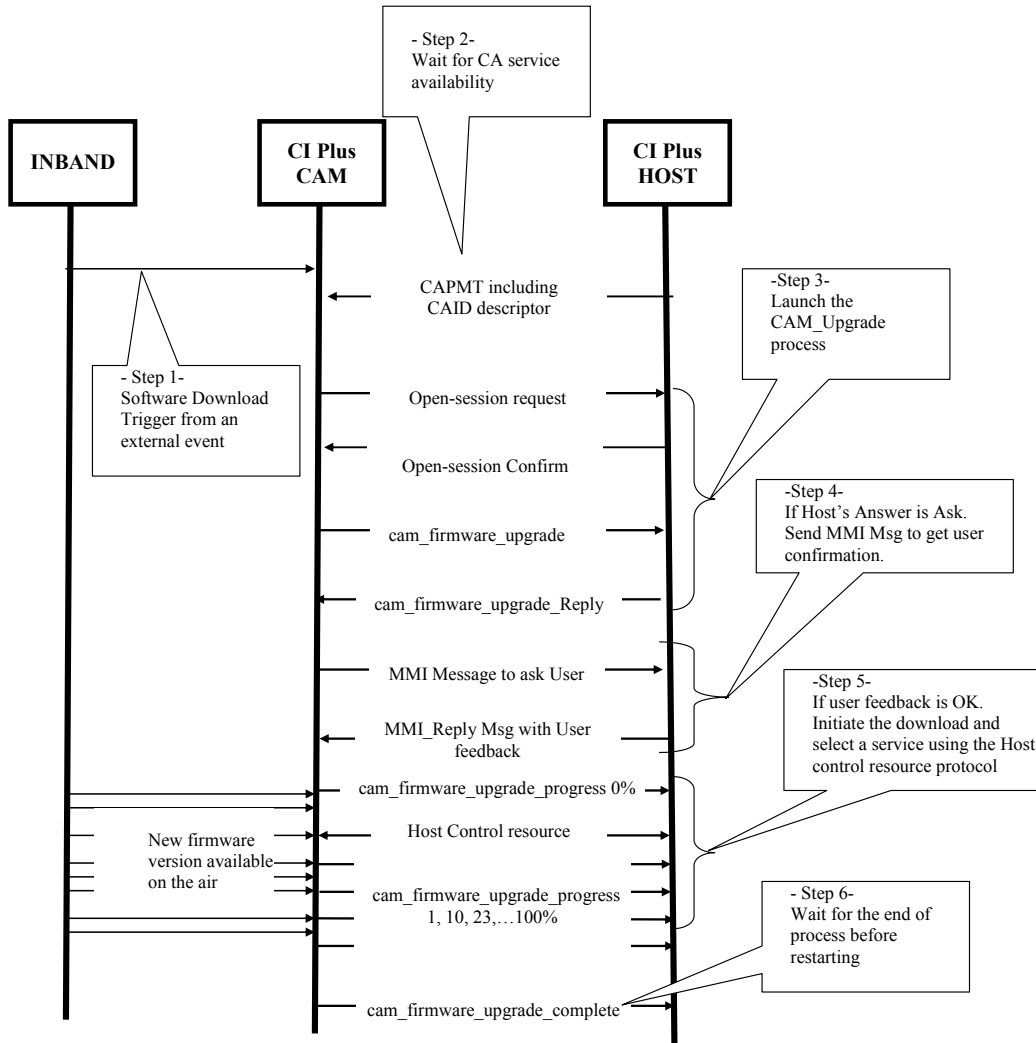 - Step 2-
Wait for CA service
availability
INBAND
CI Plus
CAM
CI Plus
HOST
CAPMT including
CAID descriptor
-Step 3-
Launch the
CAM_Upgrade
process
- Step 1-
Software Download
Trigger from an
external event
Open-session request
Open-session Confirm
-Step 4-
If Host's Answer is Ask.
Send MMI Msg to get user
confirmation.
cam_firmware_upgrade
cam_firmware_upgrade_Reply
MMI Message to ask User
-Step 5-
If user feedback is OK.
Initiate the download and
select a service using the Host
control resource protocol
MMI_Reply Msg with User
feedback
cam_firmware_upgrade_progress 0%
Host Control resource
New firmware
version available
on the air
cam_firmware_upgrade_progress
1, 10, 23,…100%
- Step 6-
Wait for the end of
process before
restarting
cam_firmware_upgrade_complete